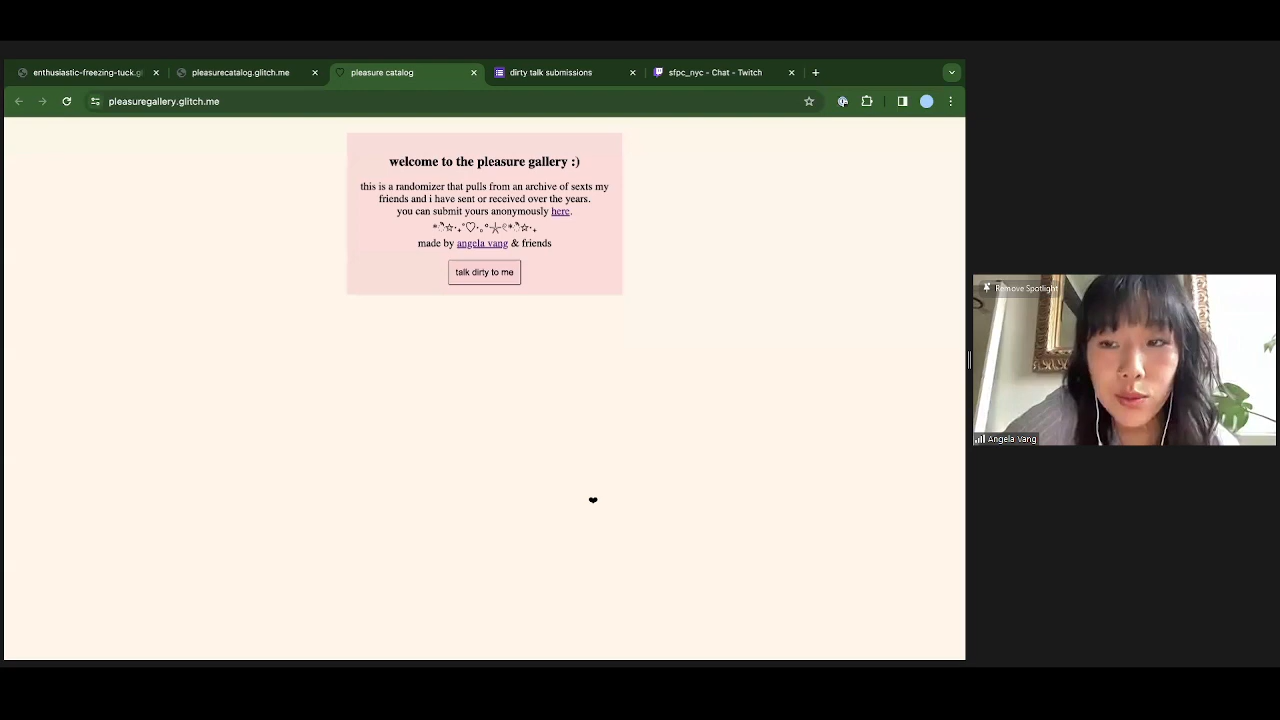 enthusiastic-freezing-tuck.gl
pleasurecatalog.glitch.me
pleasure catalog
dirty talk submissions
sfpc_nyc - Chat - Twitch
pleasuregallery.glitch.me
welcome to the pleasure gallery :)
this is a randomizer that pulls from an archive of sexts my
friends and i have sent or received over the years.
you can submit yours anonymously here.
made by angela vang & friends
talk dirty to me
Remove Spotlight
Angela Vang